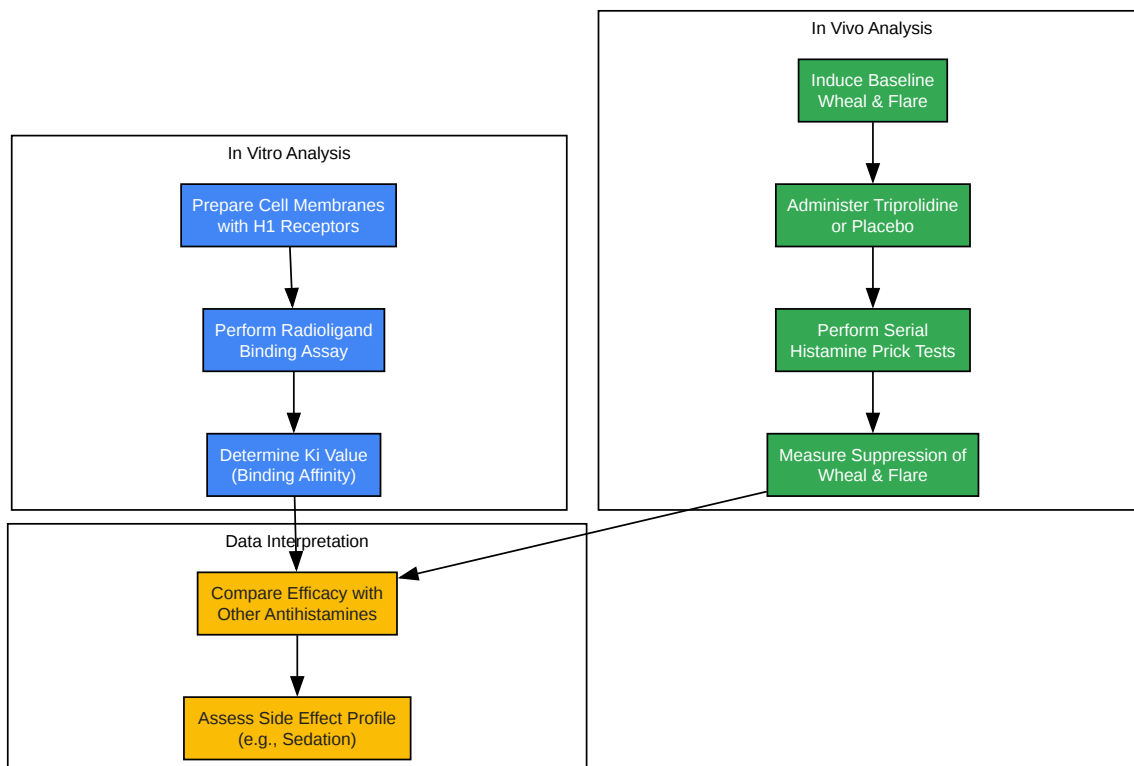 In Vivo Analysis
Induce Baseline
Wheal & Flare
Administer Triprolidine
or Placebo
Perform Serial
Histamine Prick Tests
Measure Suppression of
Wheal & Flare
In Vitro Analysis
Prepare Cell Membranes
with H1 Receptors
Perform Radioligand
Binding Assay
Determine Ki Value
(Binding Affinity)
Data Interpretation
Compare Efficacy with
Other Antihistamines
Assess Side Effect Profile
(e.g., Sedation)